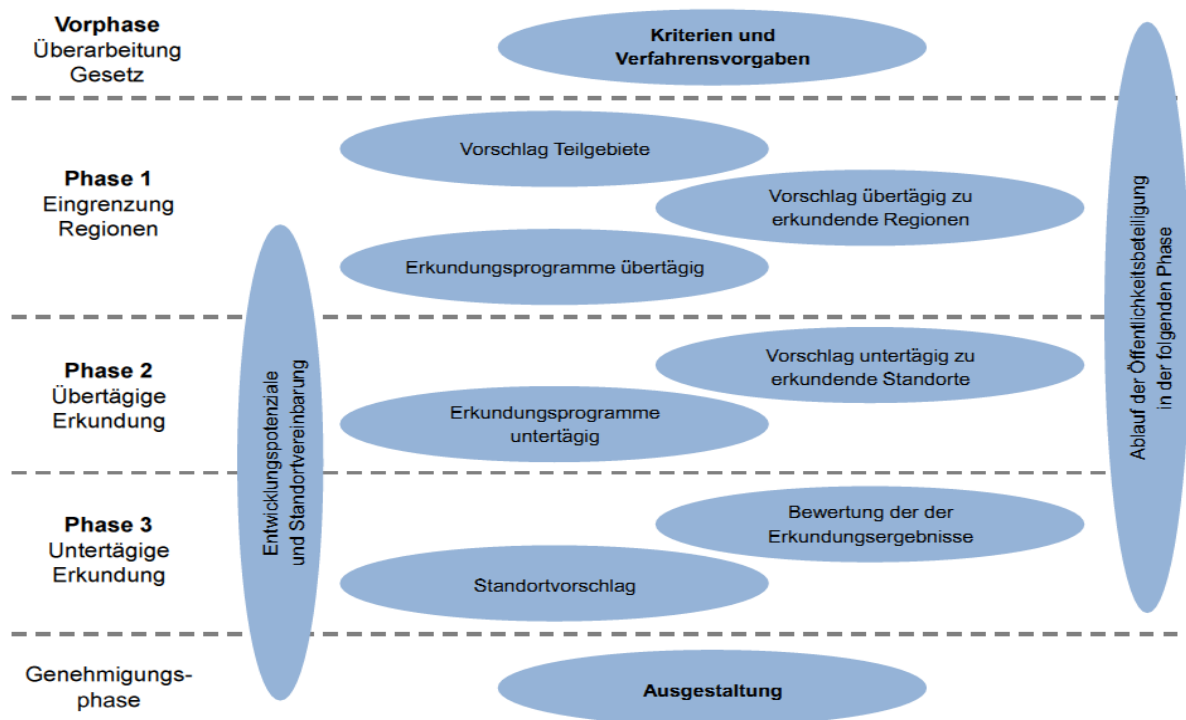 Vorphase
Überarbeitung
Gesetz
Kriterien und
Verfahrensvorgaben
Phase 1
Eingrenzung
Regionen
Vorschlag Teilgebiete
Vorschlag übertägig zu
erkundende Regionen
Erkundungsprogramme übertägig
Phase 2
Übertägige
Erkundung
Vorschlag untertägig zu
erkundende Standorte
Erkundungsprogramme
untertägig
Phase 3
Untertägige
Erkundung
Bewertung der der
Erkundungsergebnisse
Standortvorschlag
Genehmigungs-
phase
Ausgestaltung
Entwicklungspotenziale
und Standortvereinbarung
Ablauf der Öffentlichkeitsbeteiligung
in der folgenden Phase